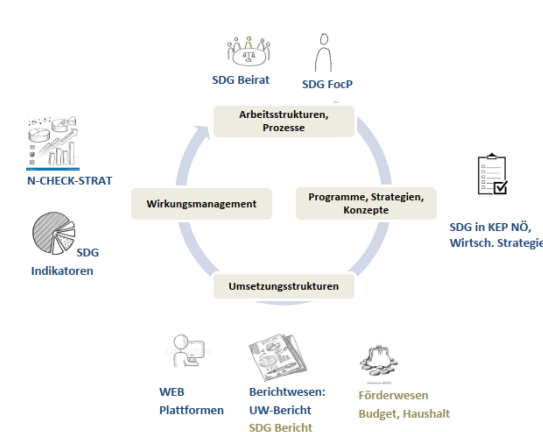 SDG Beirat
SDG FocP
Arbeitsstrukturen,
Prozesse
N-CHECK-STRAT
Wirkungsmanagement
Programme, Strategien,
Konzepte
SDG in KEP NÖ,
Wirtsch. Strategie
SDG
Indikatoren
Umsetzungsstrukturen
WEB
Plattformen
Berichtwesen:
UW-Bericht
SDG Bericht
Förderwesen
Budget, Haushalt